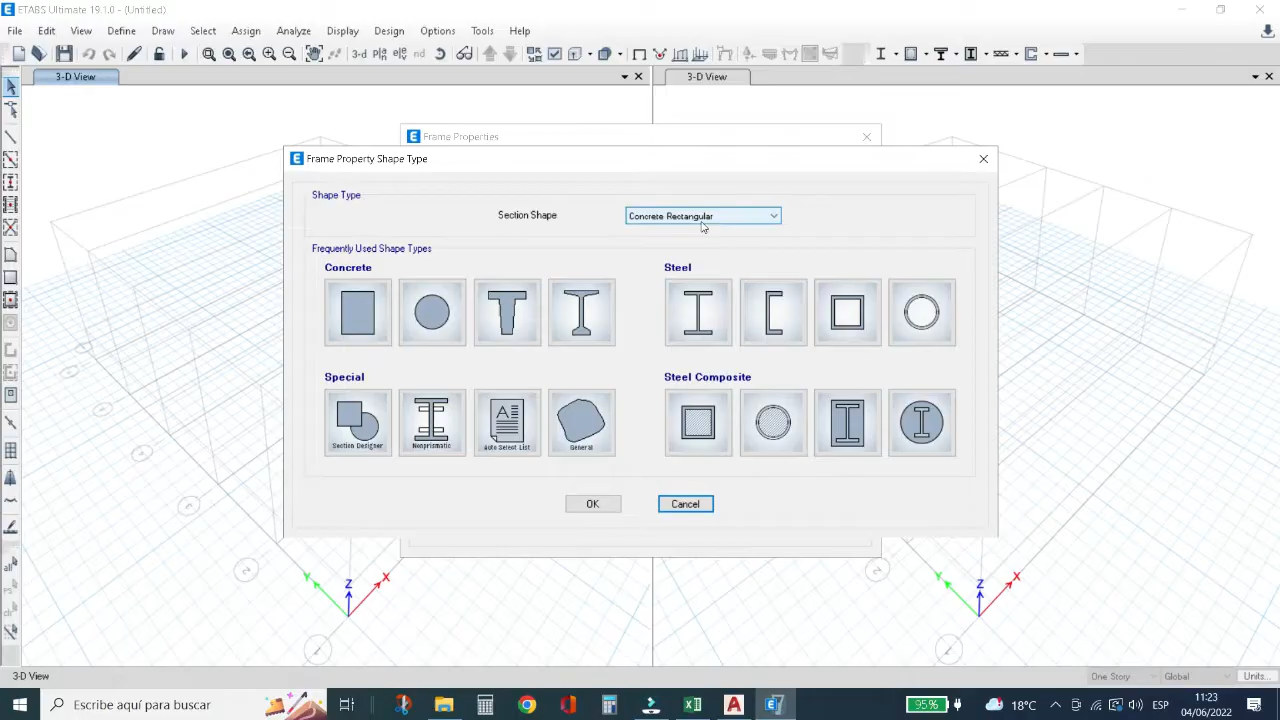 ETABS Ultimate 19.1.0 - (Untitled)
File Edit View Define Draw Select Assign Analyze Display Design Options Tools Help
3-d
nd
3-D View
3-D View
Frame Properties
Frame Property Shape Type
Shape Type
Section Shape
Concrete Rectangular
Frequently Used Shape Types
Concrete
Steel
Special
Steel Composite
Section Designer
Nonprismatic
Auto Select List
General
OK
Cancel
all
Y Z X
Y Z X
3-D View
One Story
Global
Units...
Escribe aquí para buscar
95%
18°C
ESP
11:23
04/06/2022